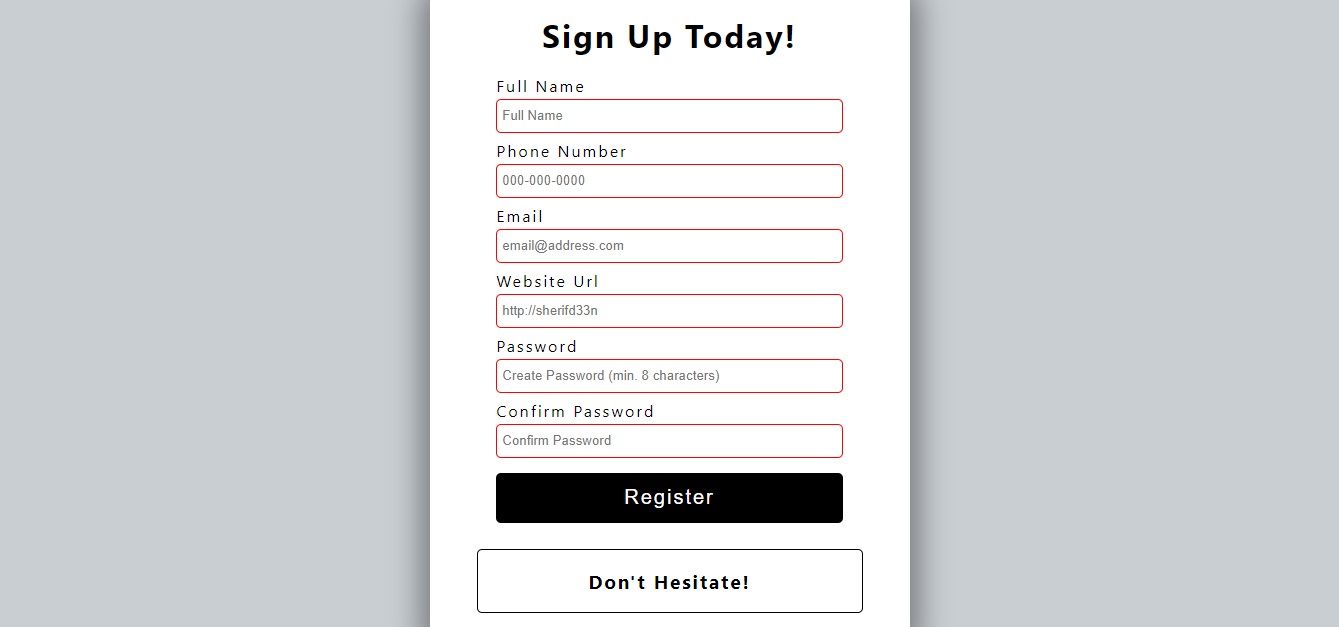 Sign Up Today!
Full Name
Full Name
Phone Number
000-000-0000
Email
email@address.com
Website Url
http://sherifd33n
Password
Create Password (min. 8 characters)
Confirm Password
Confirm Password
Register
Don't Hesitate!